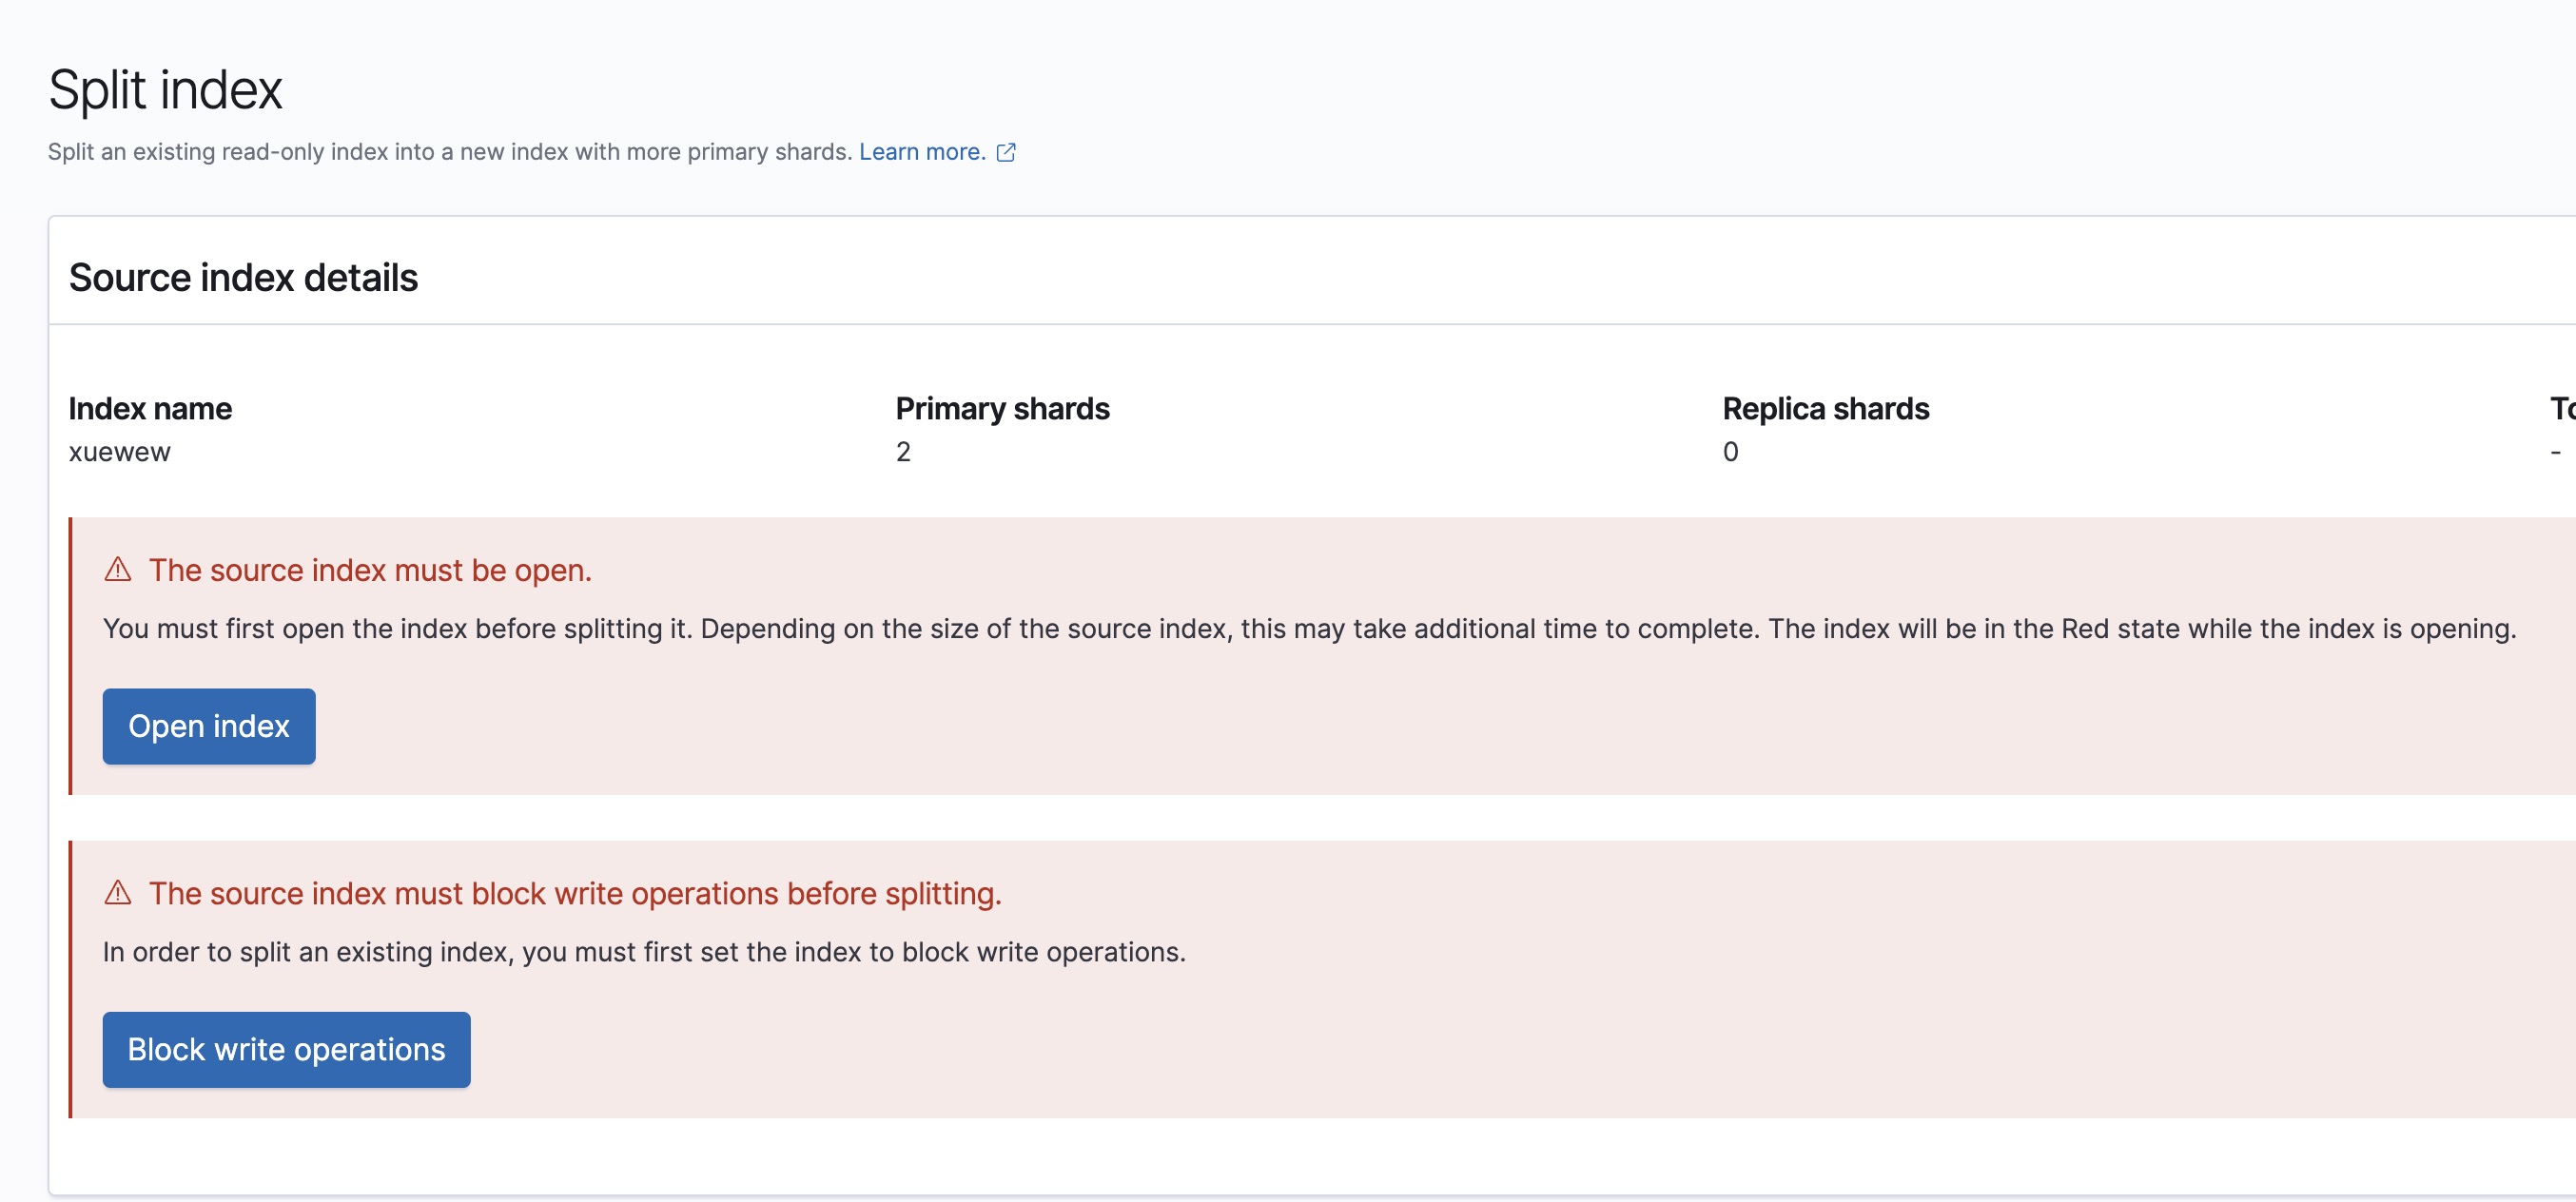 Split index
Split an existing read-only index into a new index with more primary shards. Learn more.
Source index details
Index name
xuewew
Primary shards
2
Replica shards
0
-
The source index must be open.
You must first open the index before splitting it. Depending on the size of the source index, this may take additional time to complete. The index will be in the Red state while the index is opening.
Open index
The source index must block write operations before splitting.
In order to split an existing index, you must first set the index to block write operations.
Block write operations